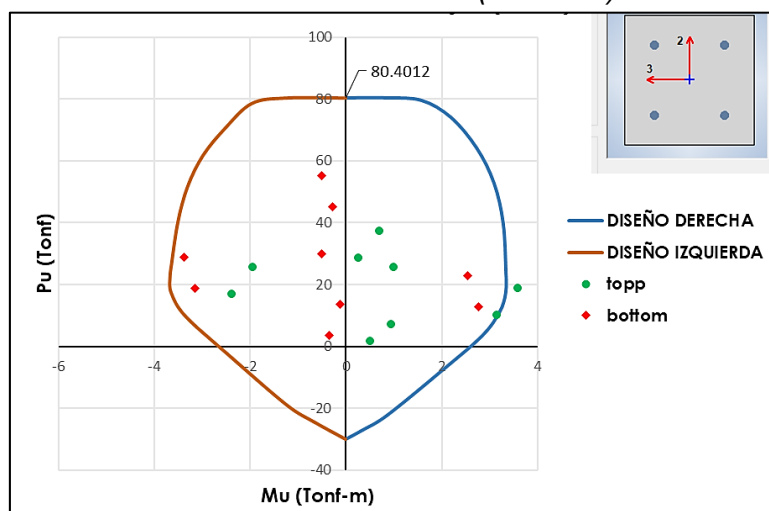 100
80.4012
80
60
40
20
0
-20
-40
-6
-4
-2
0
2
4
Pu (Tonf)
Mu (Tonf-m)
2
3
DISEÑO DERECHA
DISEÑO IZQUIERDA
topp
bottom